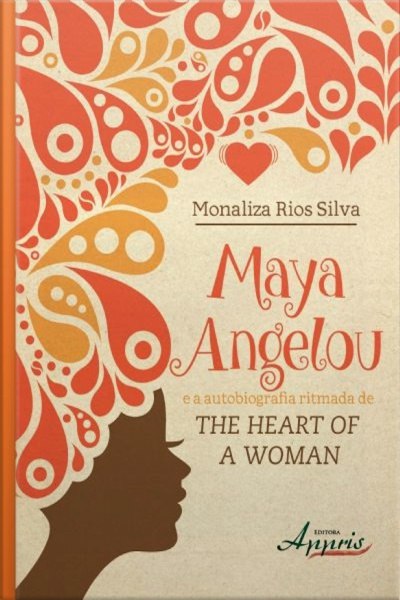 Monaliza Rios Silva
Maya
Angelou
e a autobiografia ritmada de
THE HEART OF
A WOMAN
EDITORA
Appris